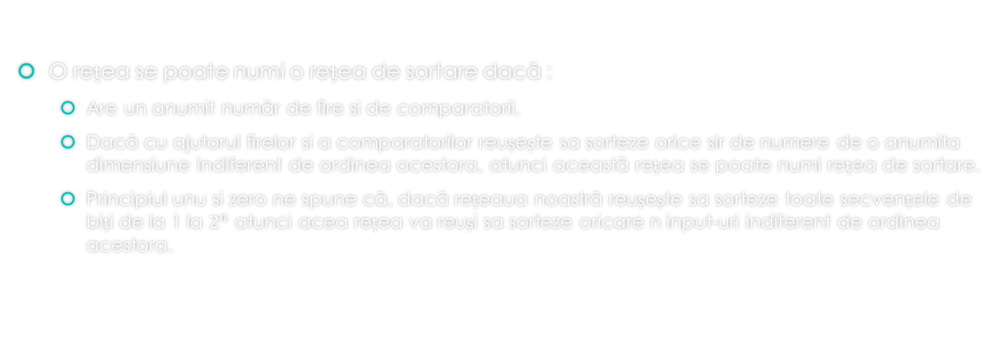 O rețea se poate numi o rețea de sortare dacă :
Are un anumit număr de fire si de comparatorii.
Dacă cu ajutorul firelor si a comparatorilor reușește sa sorteze orice sir de numere de o anumita
dimensiune indiferent de ordinea acestora, atunci această rețea se poate numi rețea de sortare.
Principiul unu si zero ne spune că, dacă rețeaua noastră reușește sa sorteze toate secvențele de
biți de la 1 la 2ⁿ atunci acea rețea va reuși sa sorteze oricare n input-uri indiferent de ordinea
acestora.